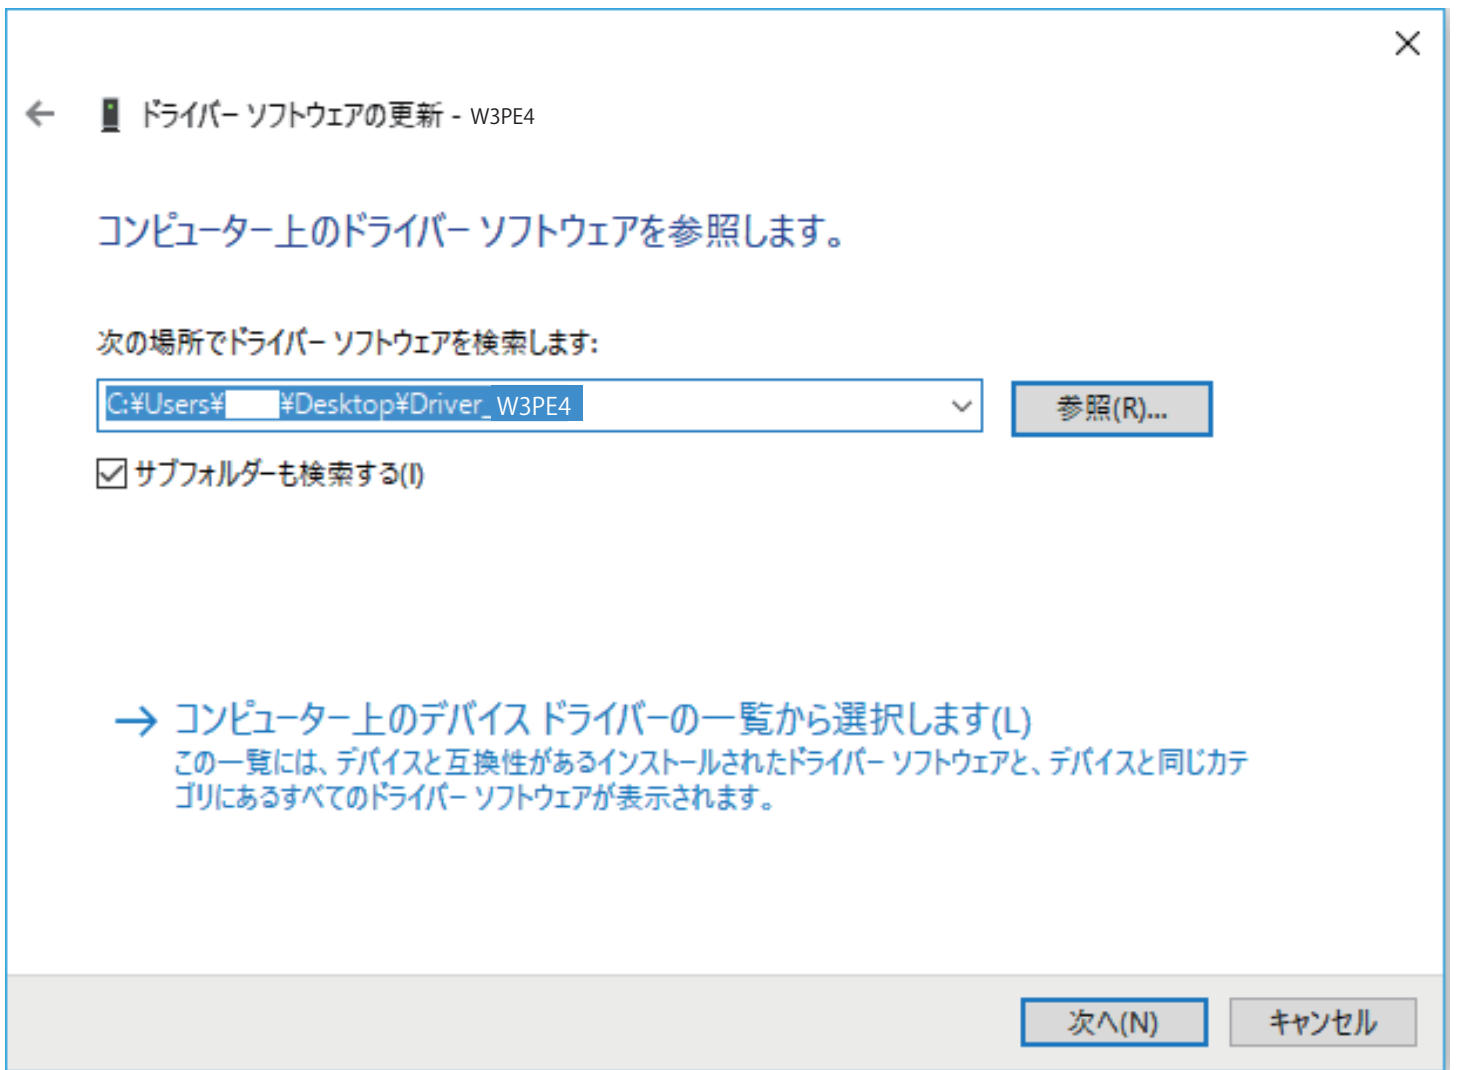 ドライバー ソフトウェアの更新 - W3PE4
コンピューター上のドライバー ソフトウェアを参照します。
次の場所でドライバー ソフトウェアを検索します:
C:¥Users¥ ¥Desktop¥Driver_W3PE4
参照(R)...
サブフォルダーも検索する(I)
→ コンピューター上のデバイス ドライバーの一覧から選択します(L)
この一覧には、デバイスと互換性があるインストールされたドライバー ソフトウェアと、デバイスと同じカテ
ゴリにあるすべてのドライバー ソフトウェアが表示されます。
次へ(N)
キャンセル